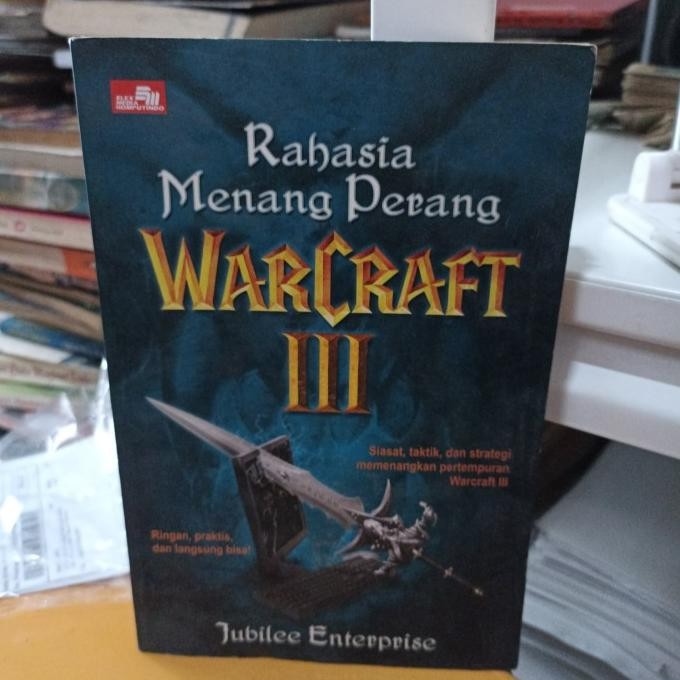 ELEX
MEDIA
KOMPUTINDO
Rahasia
Menang Perang
WARCRAFT
III
Siasat, taktik, dan strategi
memenangkan pertempuran
Warcraft III
Ringan, praktis,
dan langsung bisa!
Jubilee Enterprise